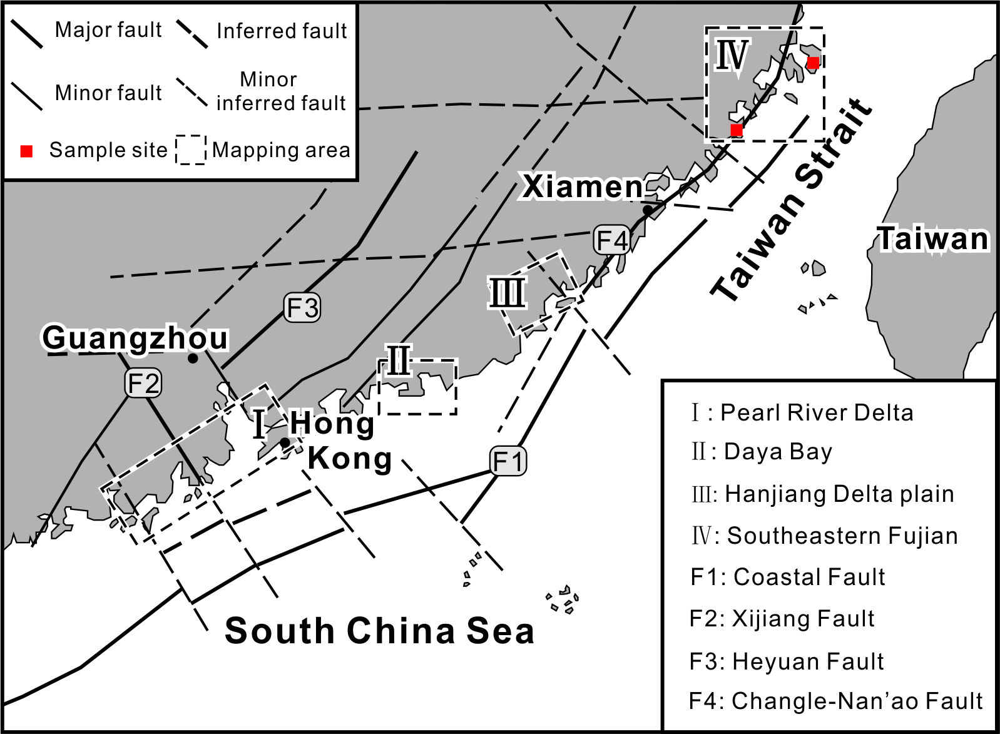 Major fault
Inferred fault
Minor fault
Minor
inferred fault
Sample site
Mapping area
Ⅳ
Xiamen
Taiwan Strait
Taiwan
F4
Ⅲ
F3
Guangzhou
Ⅱ
F2
Ⅰ
Hong
Kong
F1
South China Sea
Ⅰ: Pearl River Delta
Ⅱ: Daya Bay
Ⅲ: Hanjiang Delta plain
Ⅳ: Southeastern Fujian
F1: Coastal Fault
F2: Xijiang Fault
F3: Heyuan Fault
F4: Changle-Nan’ao Fault